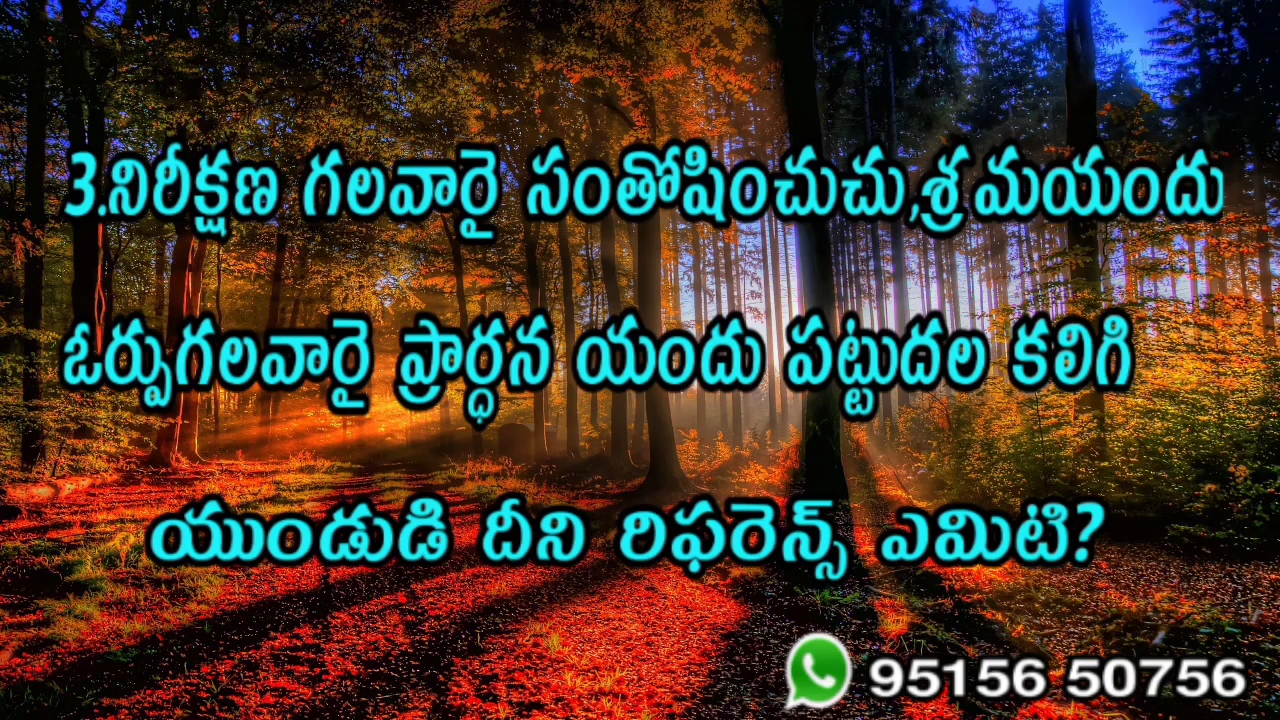 3.నిరీక్షణ గలవారై సంతోషించుచు,శ్రమయందు
ఓర్పుగలవారై ప్రార్ధన యందు పట్టుదల కలిగి
యుండుడి దీని రిఫరెన్స్ ఎమిటి?
95156 50756